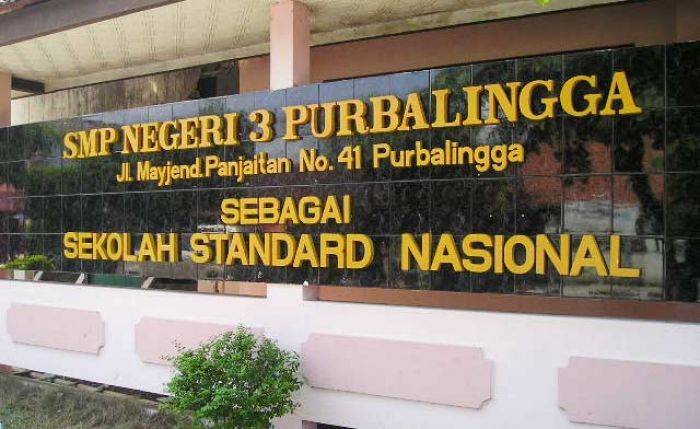 SMP NEGERI 3 PURBALINGGA
Jl. Mayjend. Panjaitan No. 41 Purbalingga
SEBAGAI
SEKOLAH STANDARD NASIONAL